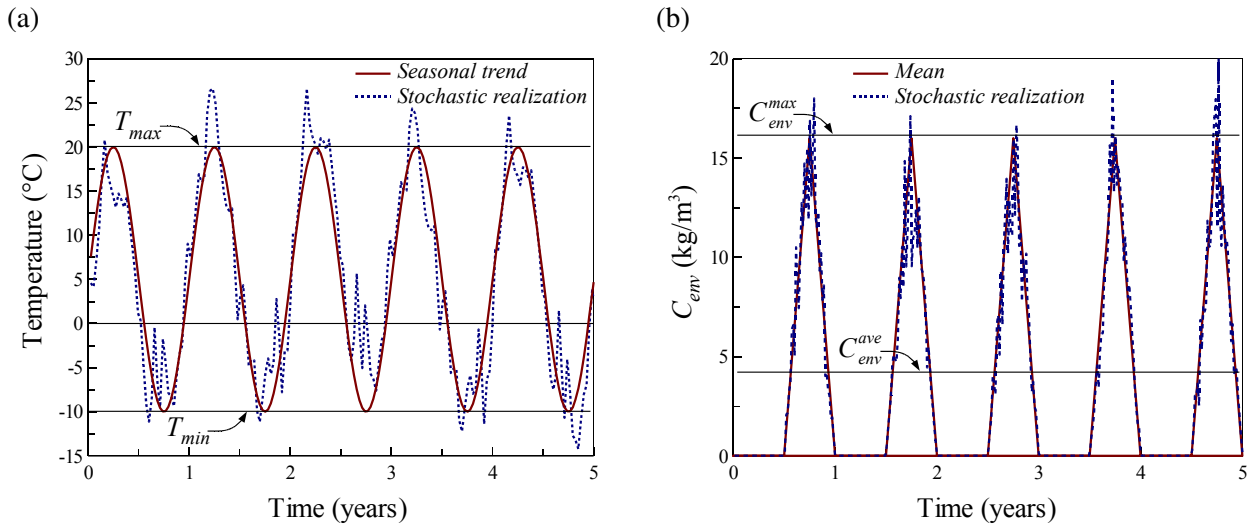 (a)
30
25
20
15
10
5
0
-5
-10
-15
Temperature (°C)
Seasonal trend
Stochastic realization
T_max
T_min
0 1 2 3 4 5
Time (years)
(b)
20
15
10
5
0
C_env (kg/m³)
Mean
Stochastic realization
C_env^max
C_env^ave
0 1 2 3 4 5
Time (years)